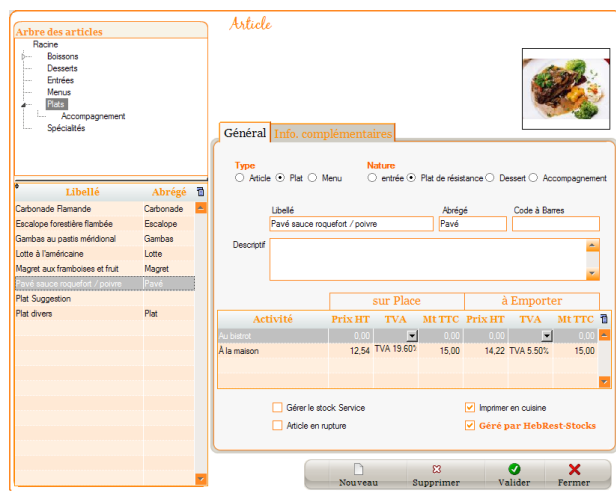 Article
Arbre des articles
Racine
Boissons
Desserts
Entrées
Menus
Plats
Accompagnement
Spécialités
Libellé Abrégé
Carbonade Flamande Carbonade
Escalope forestière flambée Escalope
Gambas au pastis méridional Gambas
Lotte à l'américaine Lotte
Magret aux framboises et fruit Magret
Pavé sauce roquefort / poivre Pavé
Plat Suggestion
Plat divers Plat
Général Info. complémentaires
Type Nature
Article Plat Menu entrée Plat de résistance Dessert Accompagnement
Libellé Abrégé Code à Barres
Pavé sauce roquefort / poivre Pavé
Descriptif
sur Place à Emporter
Activité Prix HT TVA Mt TTC Prix HT TVA Mt TTC
Au bistrot 0,00 0,00 0,00 0,00
À la maison 12,54 TVA 19.60% 15,00 14,22 TVA 5.50% 15,00
Gérer le stock Service Imprimer en cuisine
Article en rupture Géré par HebRest-Stocks
Nouveau Supprimer Valider Fermer